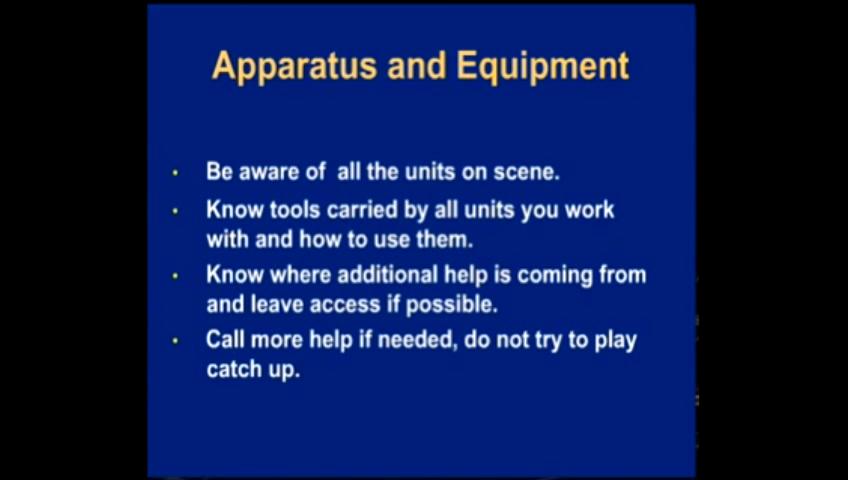 Apparatus and Equipment
• Be aware of all the units on scene.
• Know tools carried by all units you work
with and how to use them.
• Know where additional help is coming from
and leave access if possible.
• Call more help if needed, do not try to play
catch up.